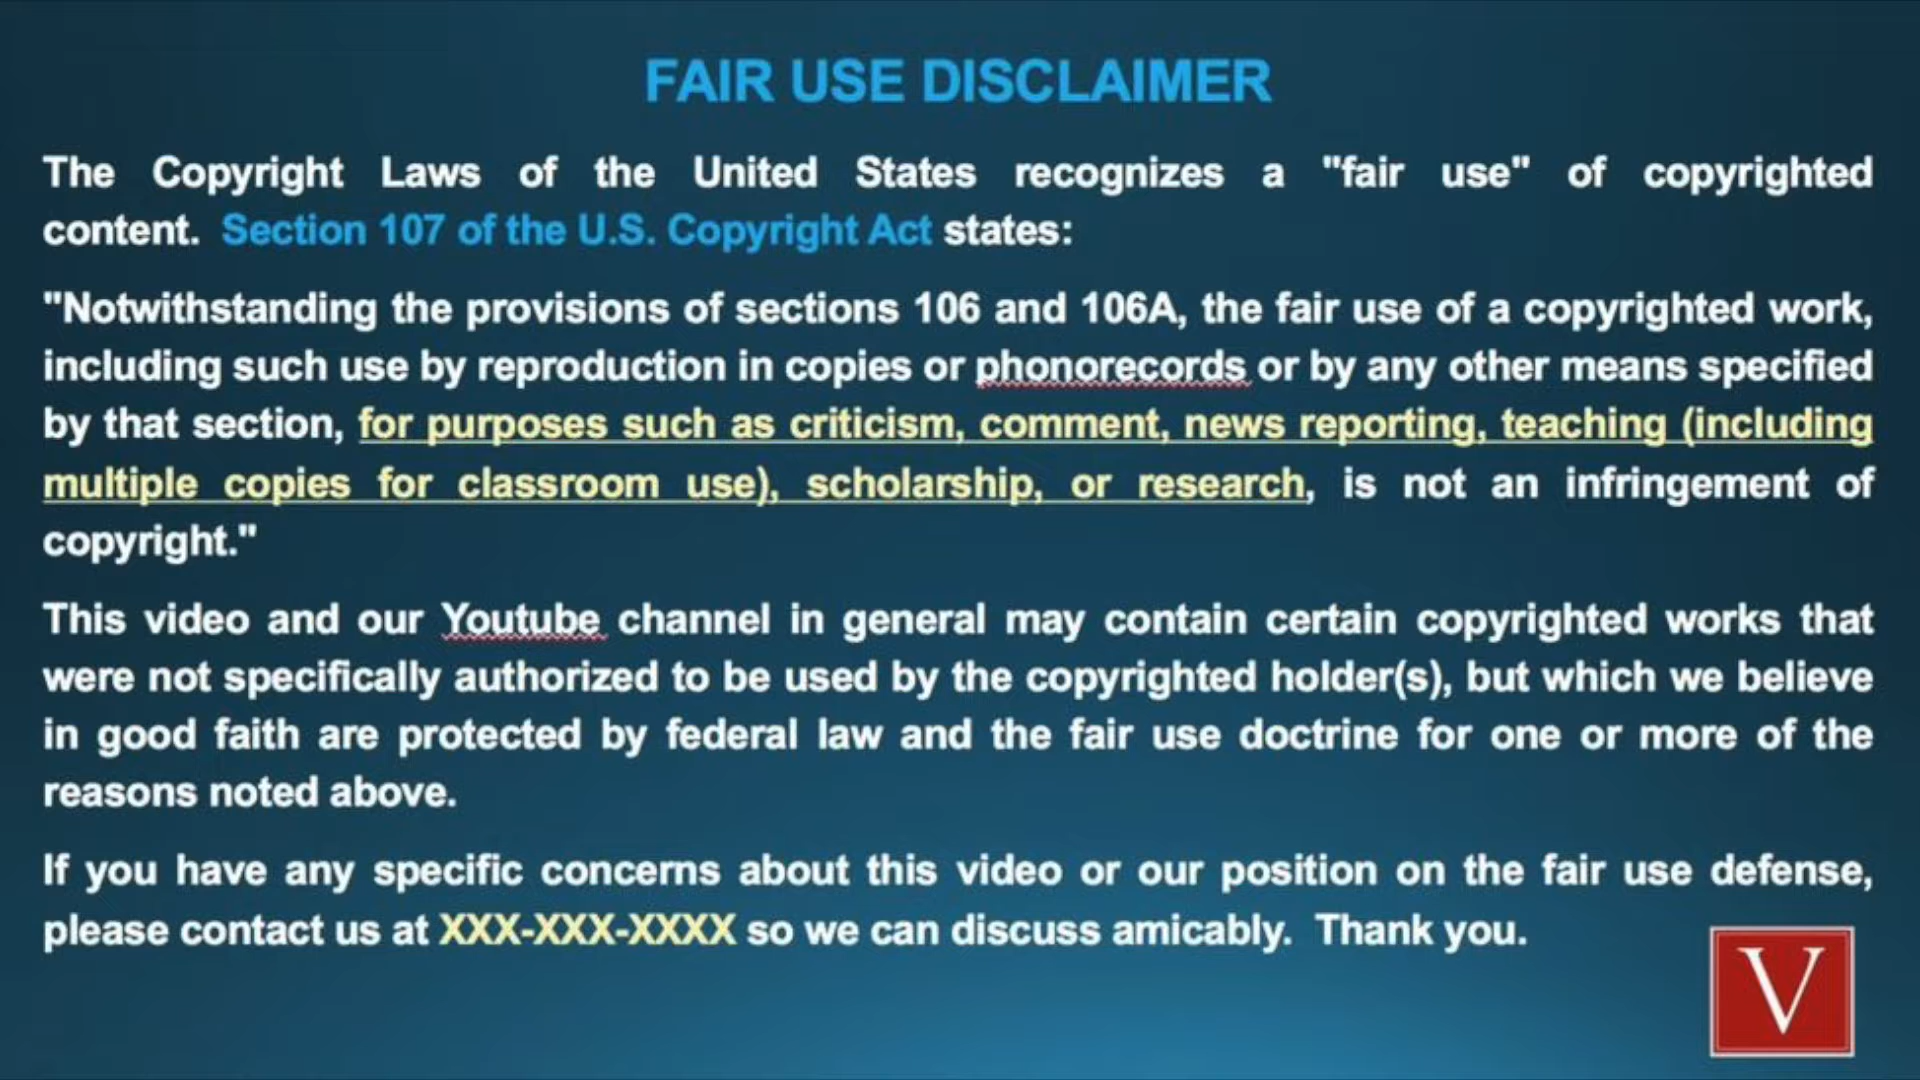 FAIR USE DISCLAIMER
The Copyright Laws of the United States recognizes a "fair use" of copyrighted
content. Section 107 of the U.S. Copyright Act states:
"Notwithstanding the provisions of sections 106 and 106A, the fair use of a copyrighted work,
including such use by reproduction in copies or phonorecords or by any other means specified
by that section, for purposes such as criticism, comment, news reporting, teaching (including
multiple copies for classroom use), scholarship, or research, is not an infringement of
copyright."
This video and our Youtube channel in general may contain certain copyrighted works that
were not specifically authorized to be used by the copyrighted holder(s), but which we believe
in good faith are protected by federal law and the fair use doctrine for one or more of the
reasons noted above.
If you have any specific concerns about this video or our position on the fair use defense,
please contact us at XXX-XXX-XXXX so we can discuss amicably. Thank you.
V